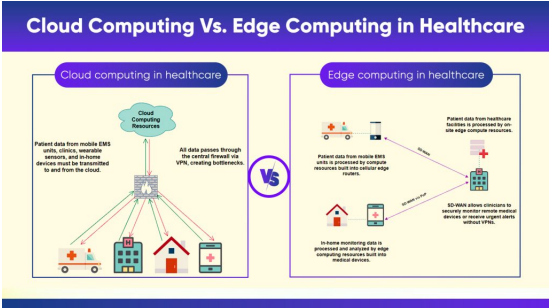 Cloud Computing Vs. Edge Computing in Healthcare
Cloud computing in healthcare
Cloud
Computing
Resources
Patient data from mobile EMS
units, clinics, wearable
sensors, and in-home
devices must be transmitted
to and from the cloud.
All data passes through
the central firewall via
VPN, creating bottlenecks.
H
VS
Edge computing in healthcare
Patient data from healthcare
facilities is processed by on-
site edge compute resources.
SD-WAN
Patient data from mobile EMS
units is processed by compute
resources built into cellular edge
routers.
H
SD-WAN allows clinicians to
securely monitor remote medical
devices or receive urgent alerts
without VPNs.
In-home monitoring data is
processed and analyzed by edge
computing resources built into
medical devices.